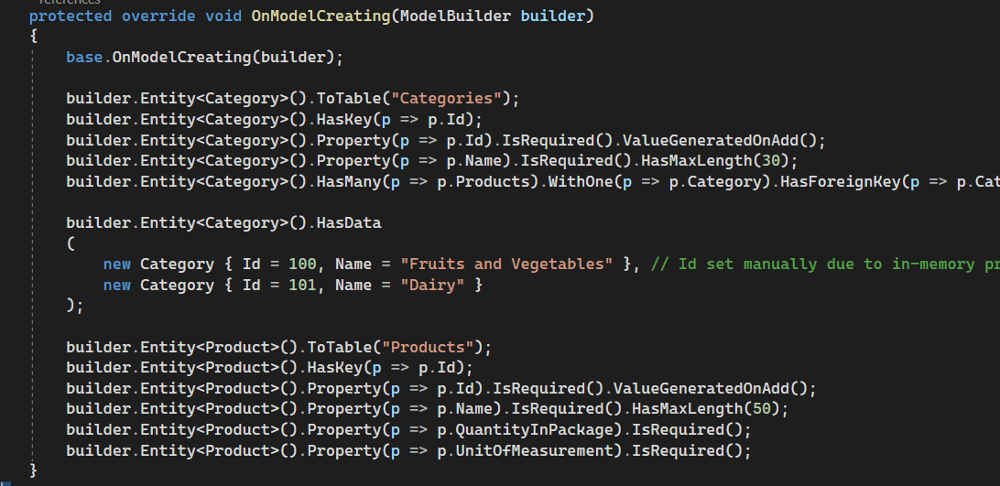 references
protected override void OnModelCreating(ModelBuilder builder)
{
base.OnModelCreating(builder);
builder.Entity<Category>().ToTable("Categories");
builder.Entity<Category>().HasKey(p => p.Id);
builder.Entity<Category>().Property(p => p.Id).IsRequired().ValueGeneratedOnAdd();
builder.Entity<Category>().Property(p => p.Name).IsRequired().HasMaxLength(30);
builder.Entity<Category>().HasMany(p => p.Products).WithOne(p => p.Category).HasForeignKey(p => p.Cat
builder.Entity<Category>().HasData
(
new Category { Id = 100, Name = "Fruits and Vegetables" }, // Id set manually due to in-memory pr
new Category { Id = 101, Name = "Dairy" }
);
builder.Entity<Product>().ToTable("Products");
builder.Entity<Product>().HasKey(p => p.Id);
builder.Entity<Product>().Property(p => p.Id).IsRequired().ValueGeneratedOnAdd();
builder.Entity<Product>().Property(p => p.Name).IsRequired().HasMaxLength(50);
builder.Entity<Product>().Property(p => p.QuantityInPackage).IsRequired();
builder.Entity<Product>().Property(p => p.UnitOfMeasurement).IsRequired();
}